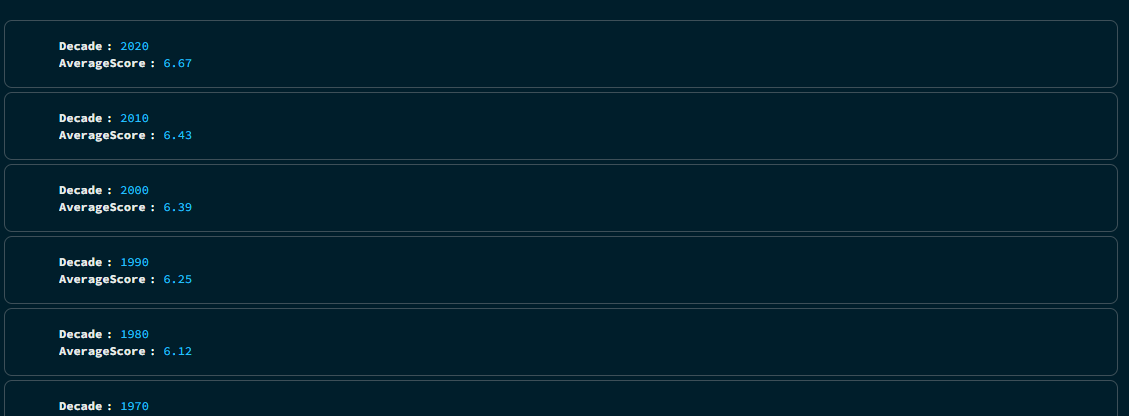 Decade : 2020
AverageScore : 6.67
Decade : 2010
AverageScore : 6.43
Decade : 2000
AverageScore : 6.39
Decade : 1990
AverageScore : 6.25
Decade : 1980
AverageScore : 6.12
Decade : 1970